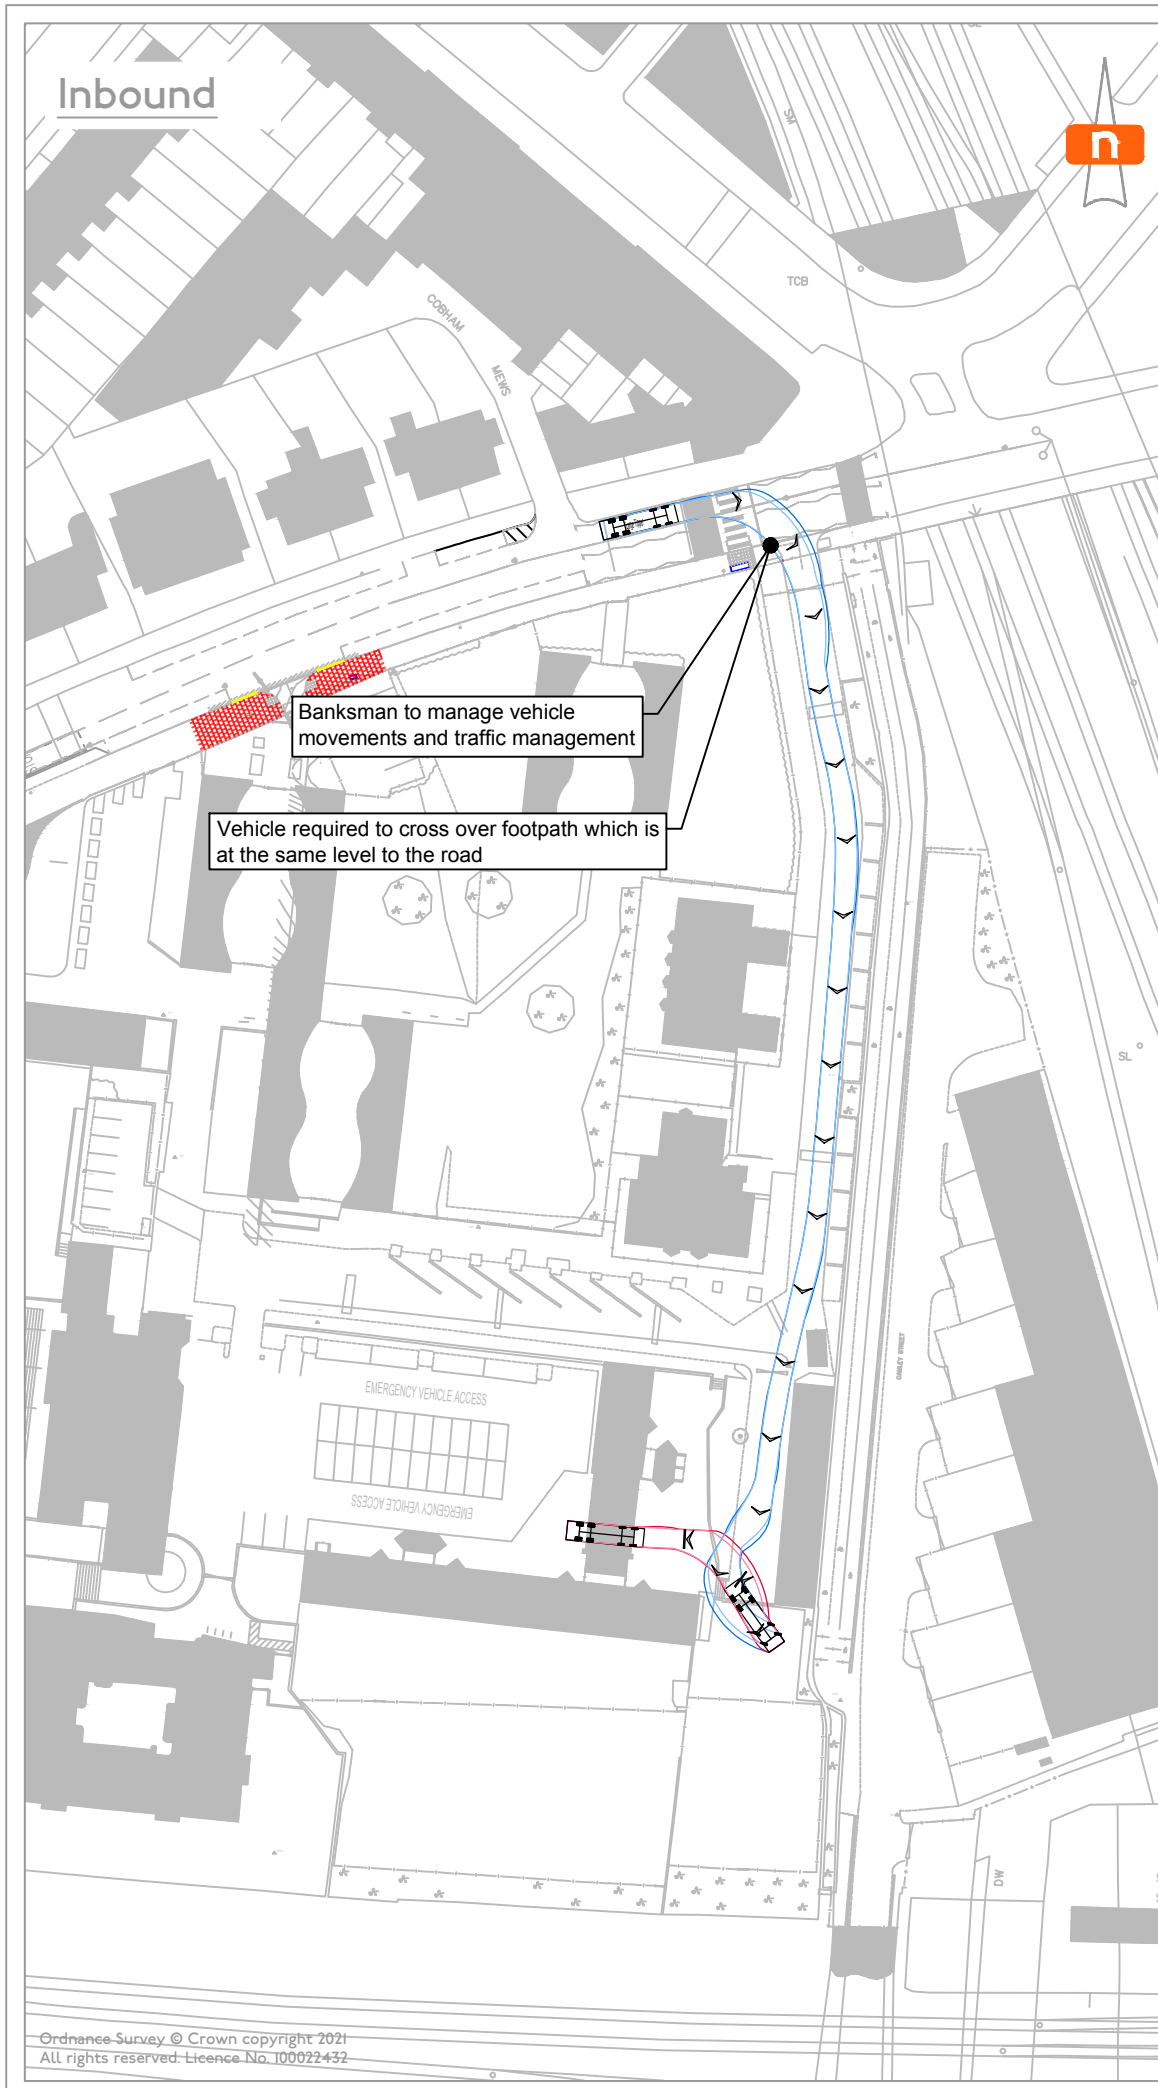 Inbound
n
SM
TCB
COBHAM
MEWS
Banksman to manage vehicle
movements and traffic management
Vehicle required to cross over footpath which is
at the same level to the road
SL
EMERGENCY VEHICLE ACCESS
EMERGENCY VEHICLE ACCESS
DW
Ordnance Survey © Crown copyright 2021
All rights reserved. Licence No. 100022432